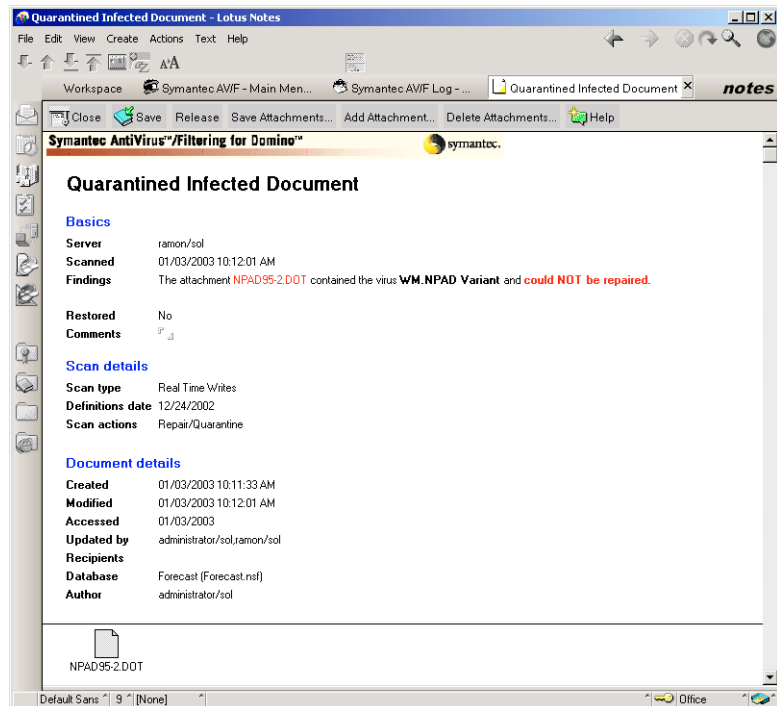 Quarantined Infected Document - Lotus Notes
File Edit View Create Actions Text Help
Workspace Symantec AV/F - Main Men... Symantec AV/F Log - ... Quarantined Infected Document notes
Close Save Release Save Attachments... Add Attachment... Delete Attachments... Help
Symantec AntiVirus™/Filtering for Domino™ symantec.
Quarantined Infected Document
Basics
Server ramon/sol
Scanned 01/03/2003 10:12:01 AM
Findings The attachment NPAD95-2.DOT contained the virus WM.NPAD Variant and could NOT be repaired.
Restored No
Comments
Scan details
Scan type Real Time Writes
Definitions date 12/24/2002
Scan actions Repair/Quarantine
Document details
Created 01/03/2003 10:11:33 AM
Modified 01/03/2003 10:12:01 AM
Accessed 01/03/2003
Updated by administrator/sol,ramon/sol
Recipients
Database Forecast (Forecast.nsf)
Author administrator/sol
NPAD95-2.DOT
Default Sans 9 [None] Office